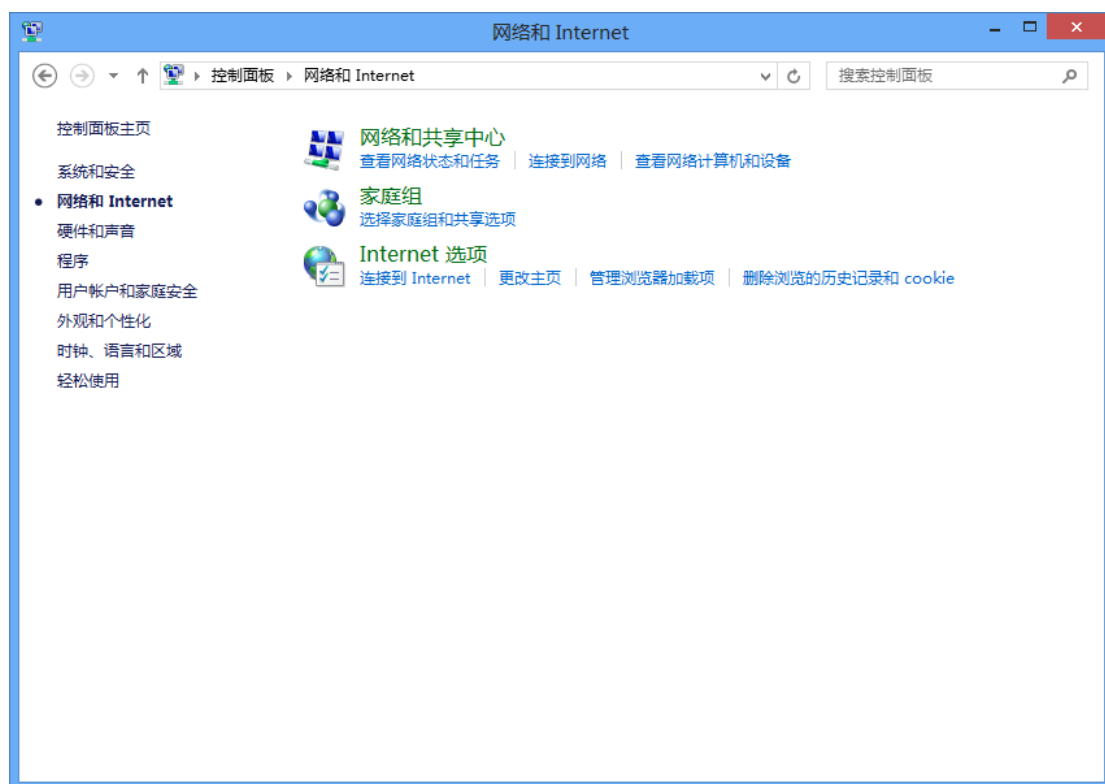 网络和 Internet
控制面板 网络和 Internet 搜索控制面板
控制面板主页
系统和安全
网络和 Internet
硬件和声音
程序
用户帐户和家庭安全
外观和个性化
时钟、语言和区域
轻松使用
网络和共享中心
查看网络状态和任务 连接到网络 查看网络计算机和设备
家庭组
选择家庭组和共享选项
Internet 选项
连接到 Internet 更改主页 管理浏览器加载项 删除浏览的历史记录和 cookie